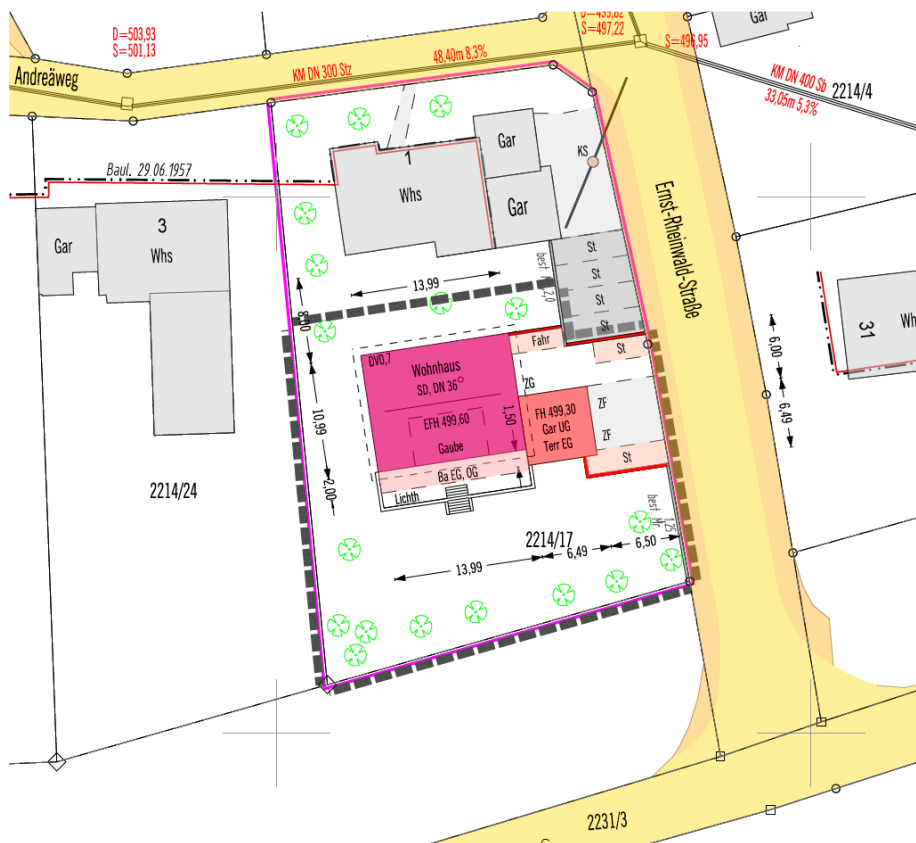 D=503,93
S=501,13
D=499,82
S=497,22
S=496,95
Gar
Andreäweg
KM DN 300 Stz
48,40m 8,3%
KM DN 400 Sb
33,05m 5,3%
2214/4
Baul. 29.06.1957
1
Whs
Gar
Gar
KS
Ernst-Rheinwald-Straße
3
Whs
Gar
St
St
St
St
13,99
8,00
DV0,7
Wohnhaus
SD, DN 36°
Fahr
St
ZG
EFH 499,60
Gaube
1,50
FH 499,30
Gar UG
Terr EG
ZF
ZF
St
Ba EG, OG
Lichth
10,99
2,00
6,00
6,49
31
Wh
2214/24
2214/17
13,99
6,49
6,50
2231/3